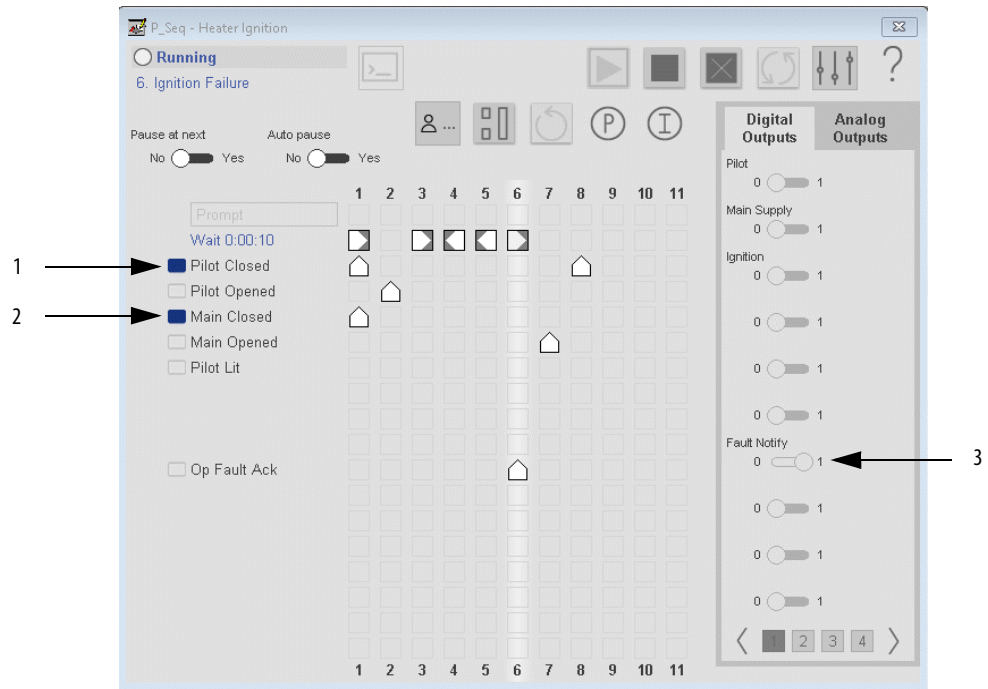 P_Seq - Heater Ignition
Running
6. Ignition Failure
Pause at next
No Yes
Auto pause
No Yes
P
I
?
Digital Outputs
Analog Outputs
1 2 3 4 5 6 7 8 9 10 11
Prompt
Wait 0:00:10
1
Pilot Closed
Pilot Opened
2
Main Closed
Main Opened
Pilot Lit
Op Fault Ack
1 2 3 4 5 6 7 8 9 10 11
Pilot
0 1
Main Supply
0 1
Ignition
0 1
0 1
0 1
0 1
Fault Notify
0 1
3
0 1
0 1
0 1
1 2 3 4